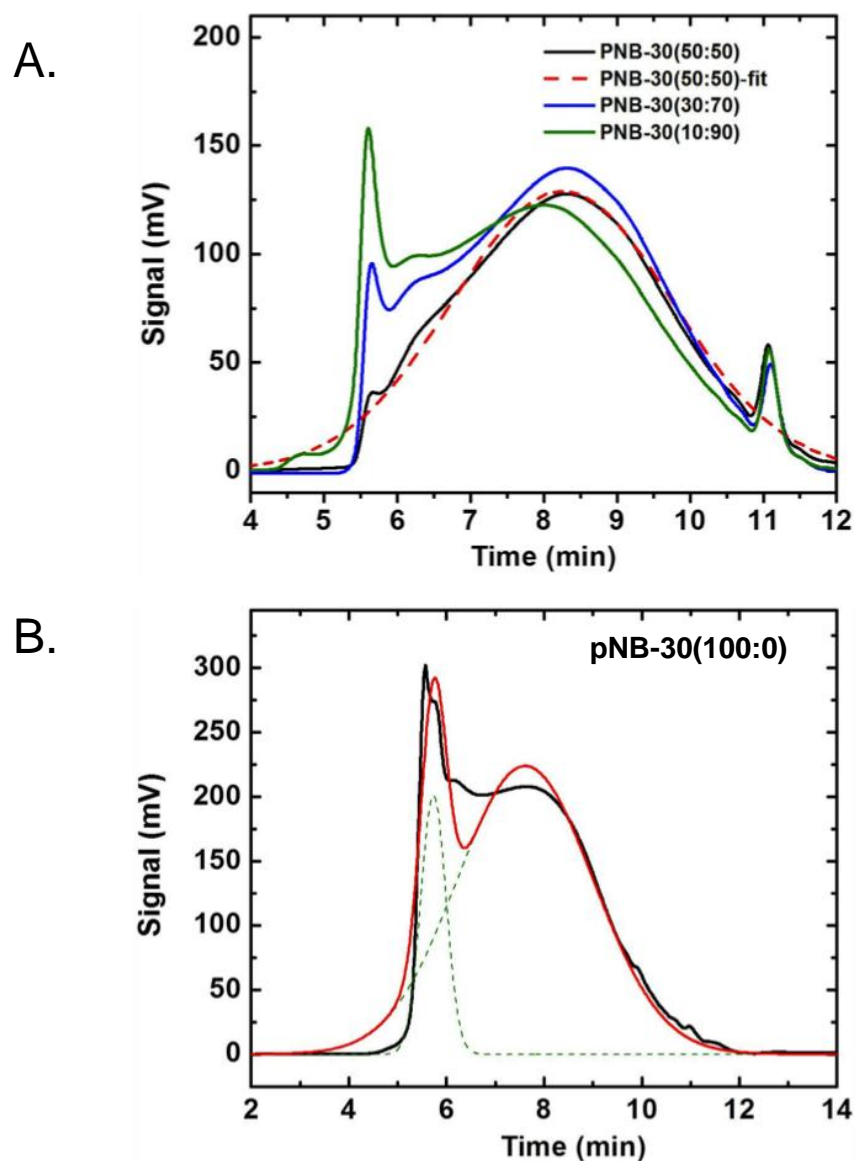 A.
200
150
100
50
0
Signal (mV)
PNB-30(50:50)
PNB-30(50:50)-fit
PNB-30(30:70)
PNB-30(10:90)
4 5 6 7 8 9 10 11 12
Time (min)
B.
pNB-30(100:0)
300
250
200
150
100
50
0
Signal (mV)
2 4 6 8 10 12 14
Time (min)